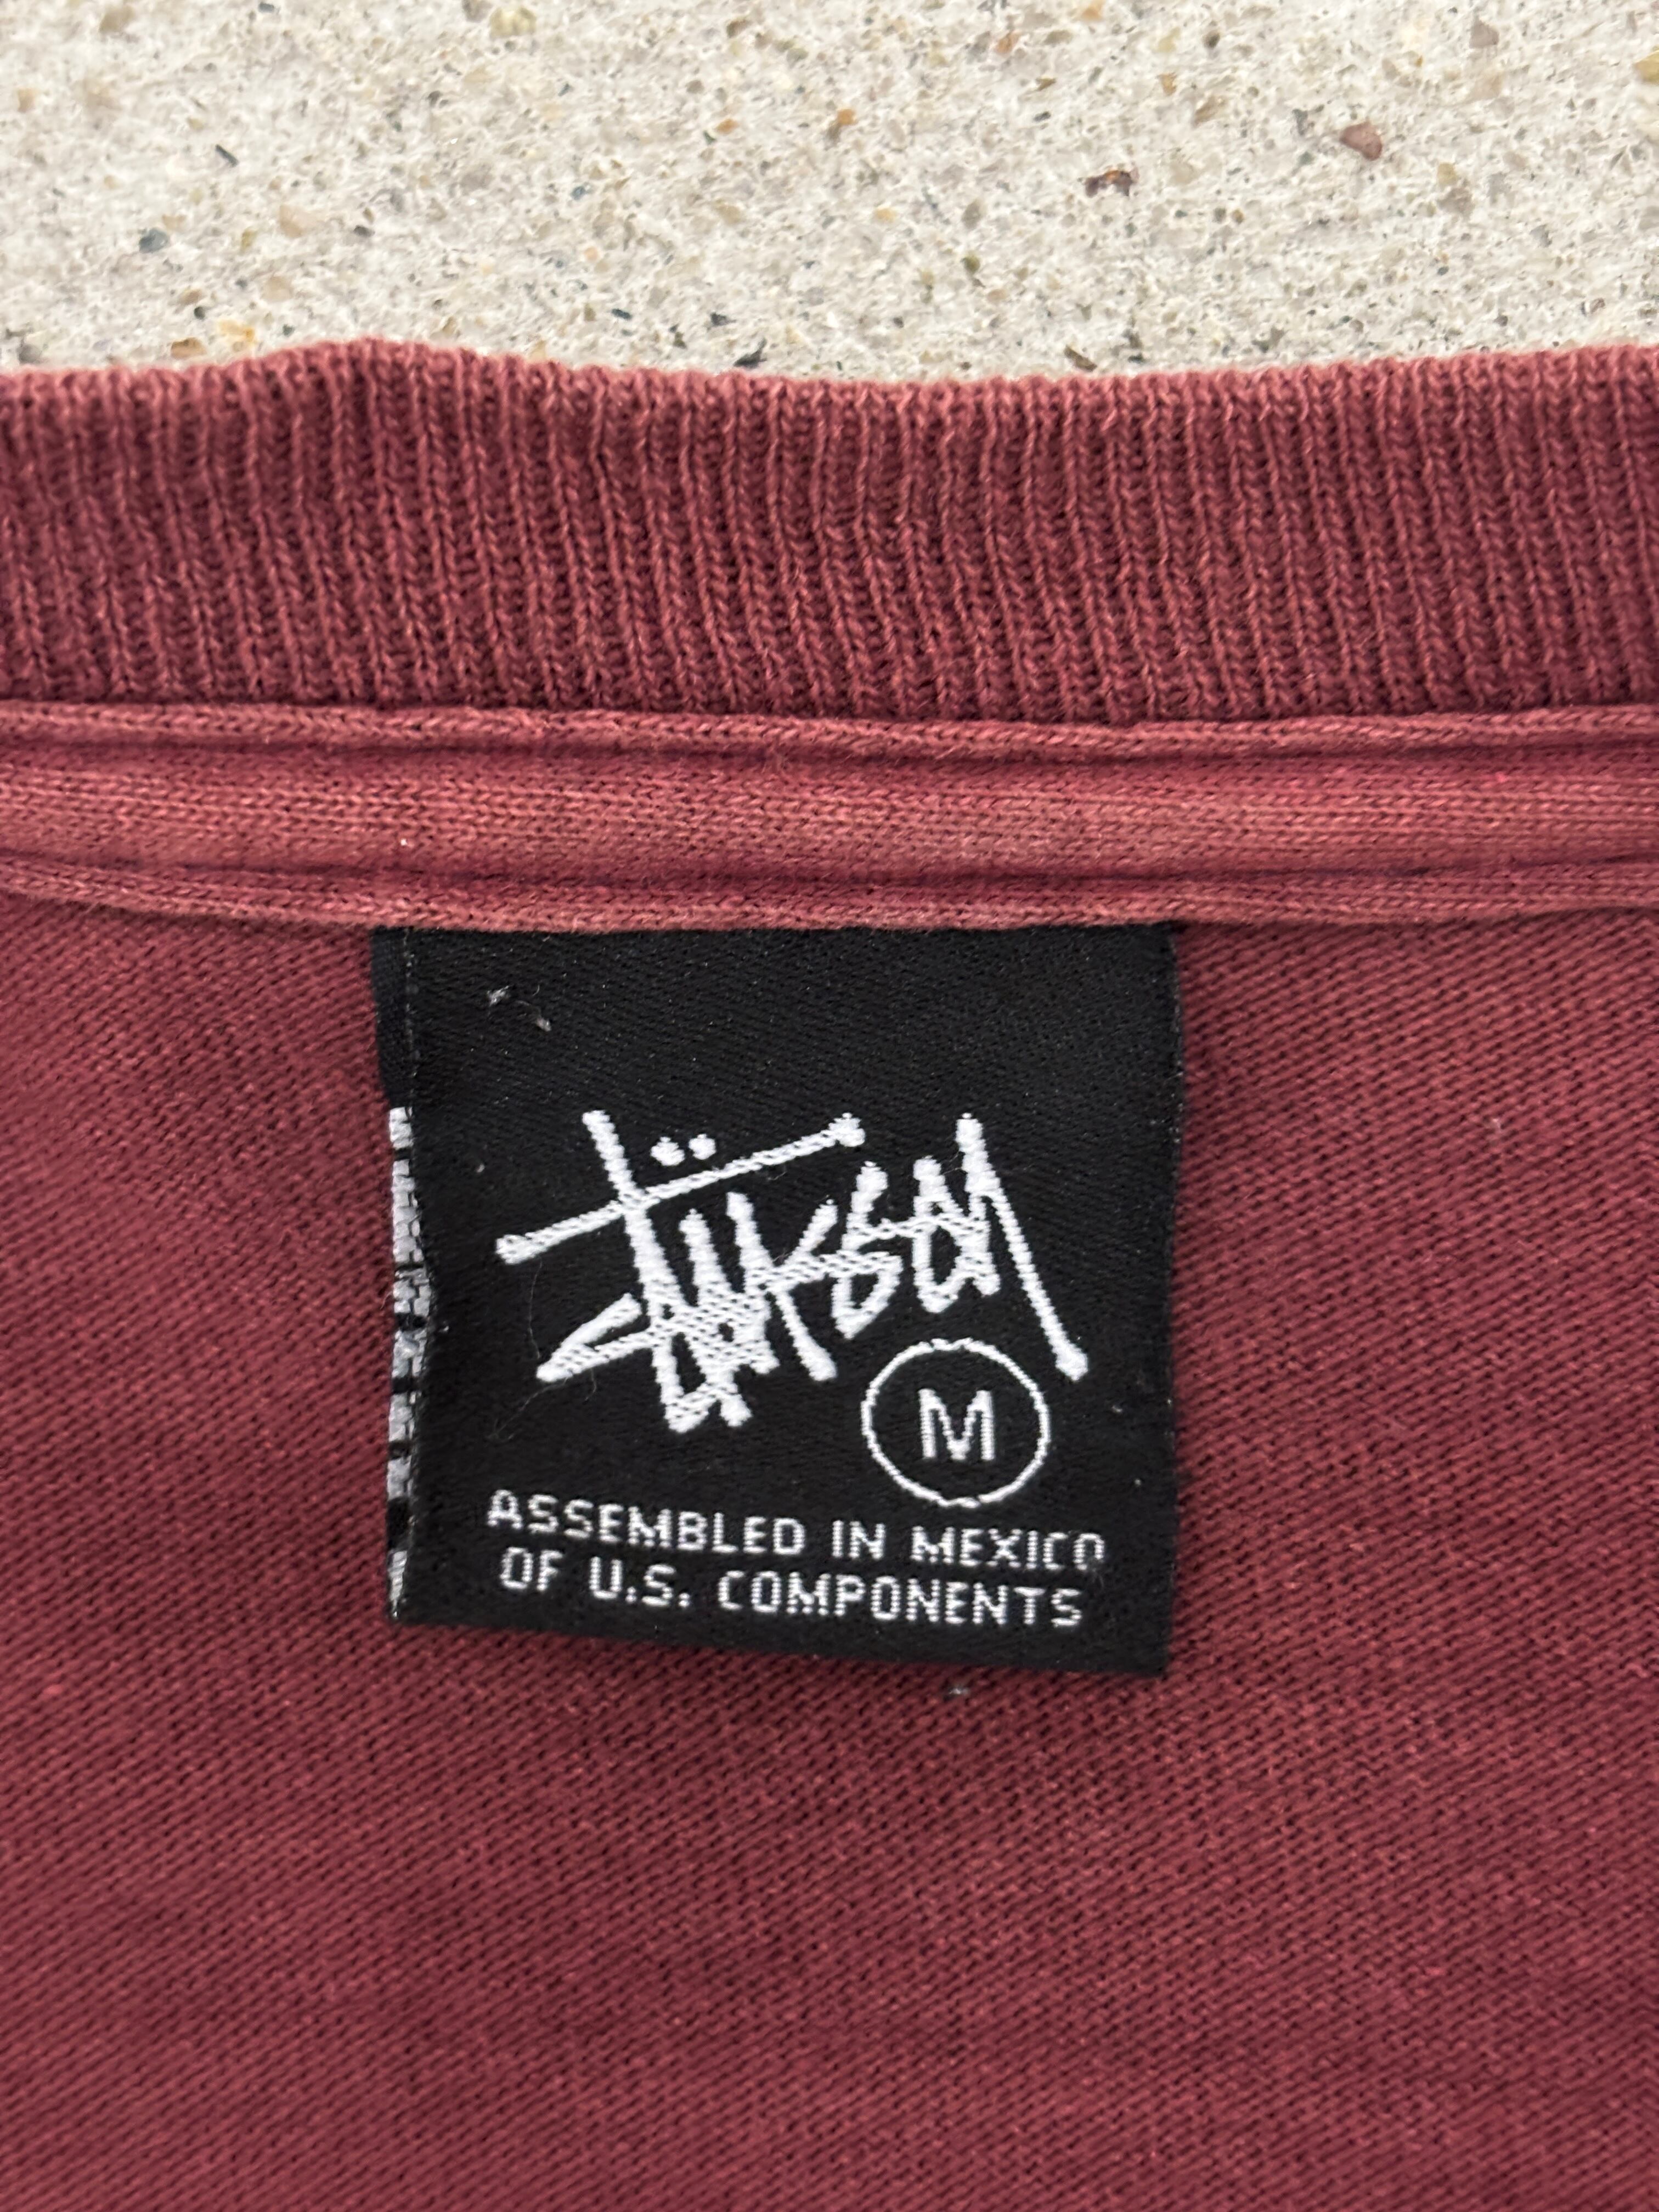 Stüssy
M
ASSEMBLED IN MEXICO
OF U.S. COMPONENTS